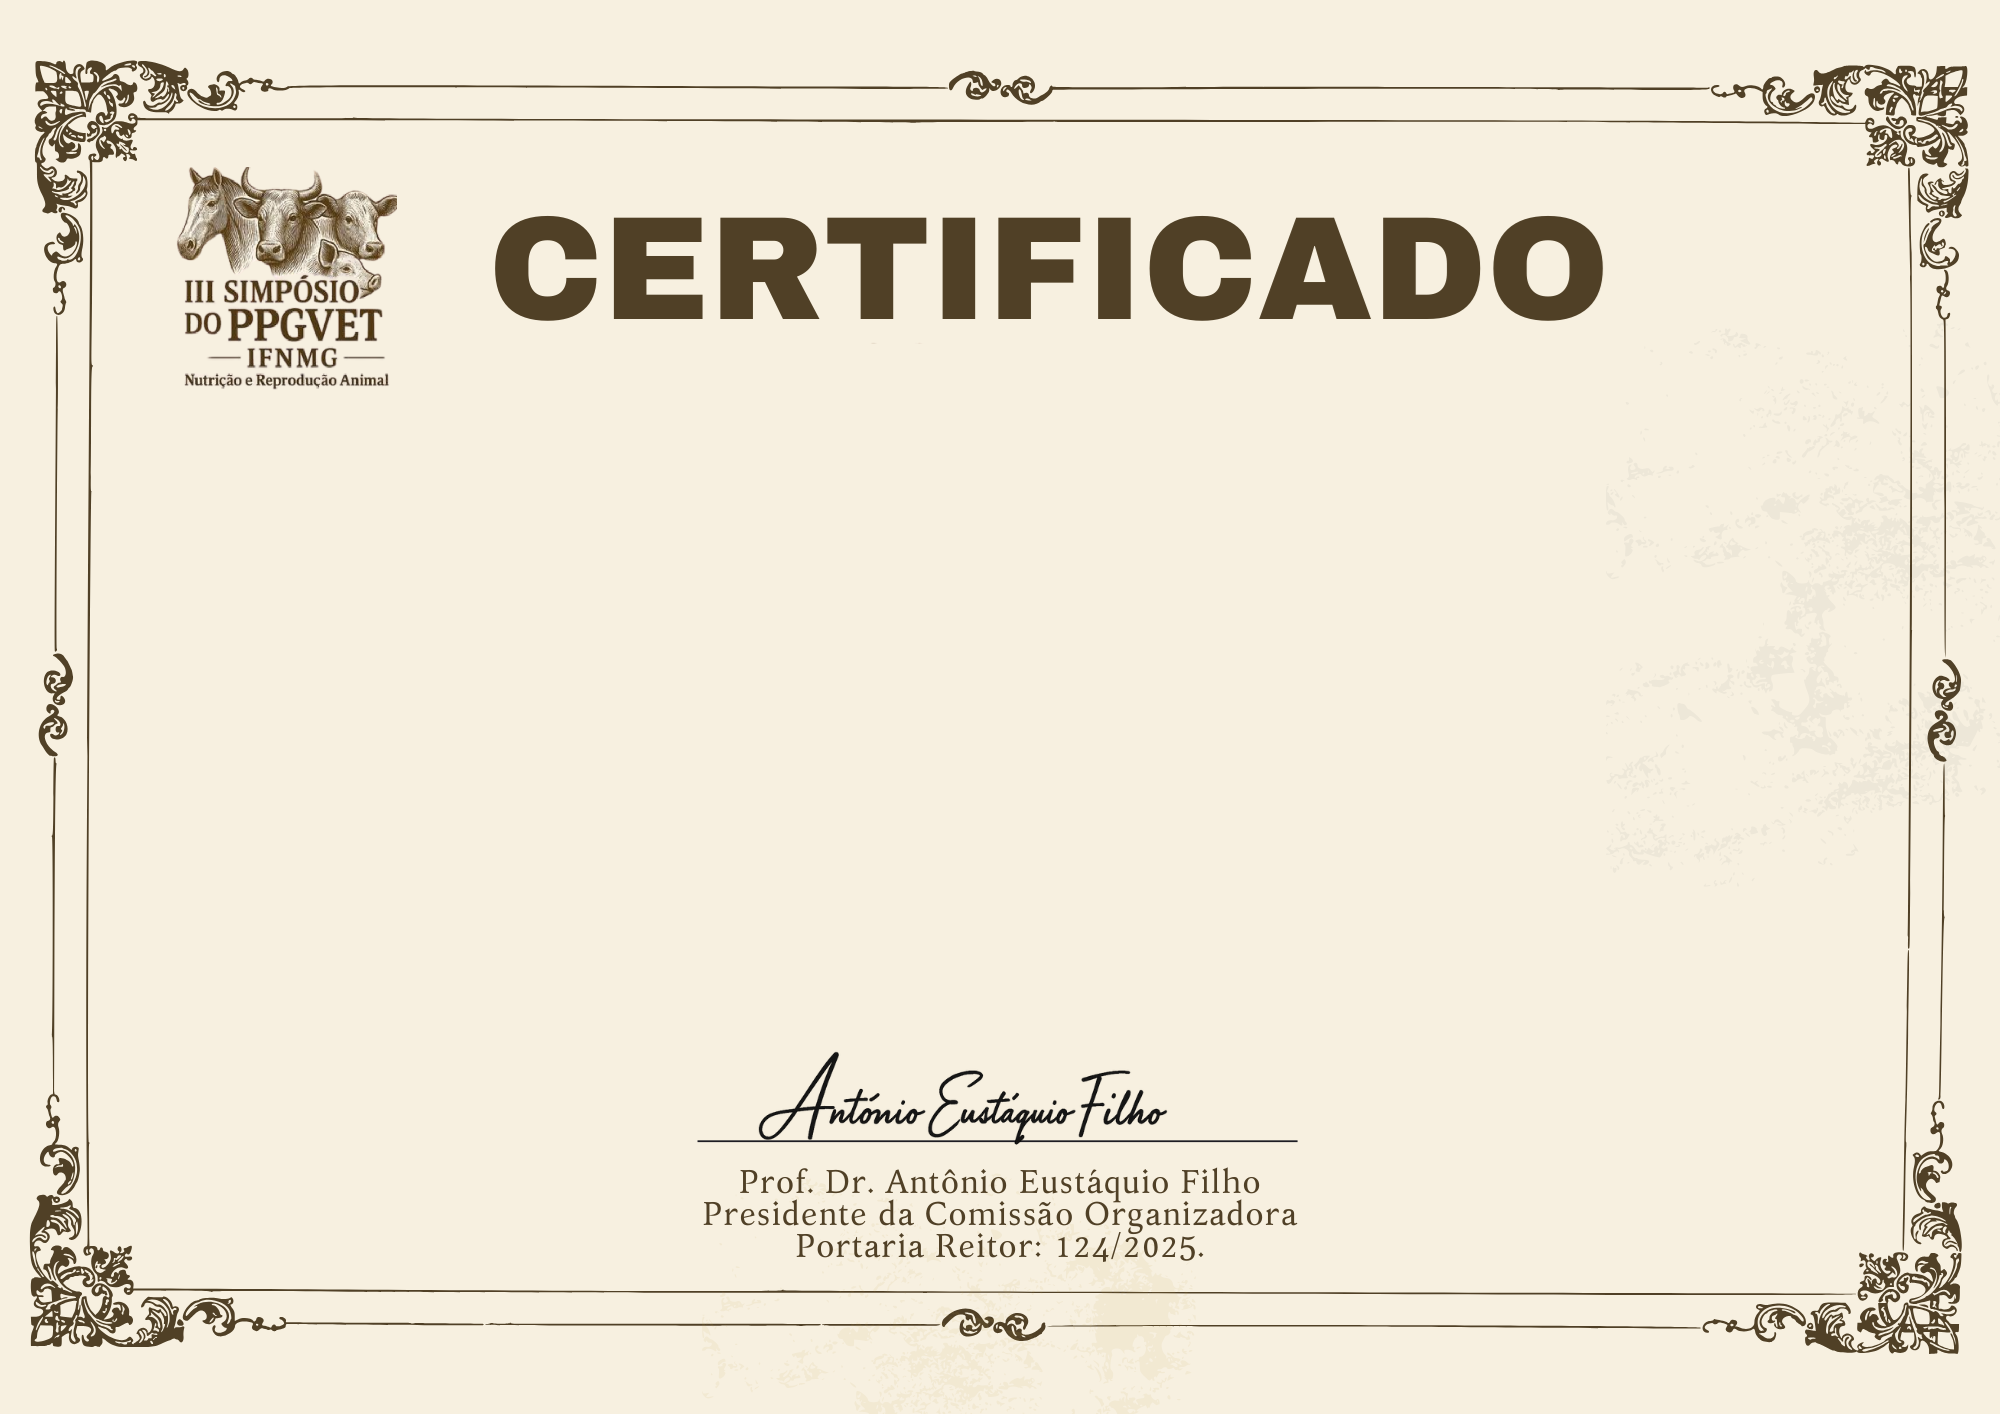 CERTIFICADO
III SIMPÓSIO
DO PPGVET
IFNMG
Nutrição e Reprodução Animal
António Eustáquio Filho
Prof. Dr. Antônio Eustáquio Filho
Presidente da Comissão Organizadora
Portaria Reitor: 124/2025.